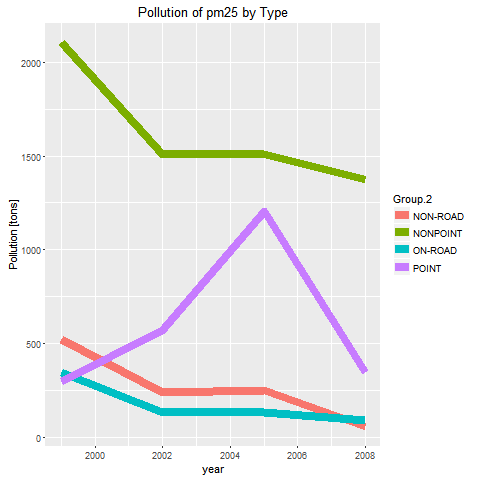 Pollution of pm25 by Type
Pollution [tons]
2000
1500
1000
500
0
2000
2002
2004
2006
2008
year
Group.2
NON-ROAD
NONPOINT
ON-ROAD
POINT